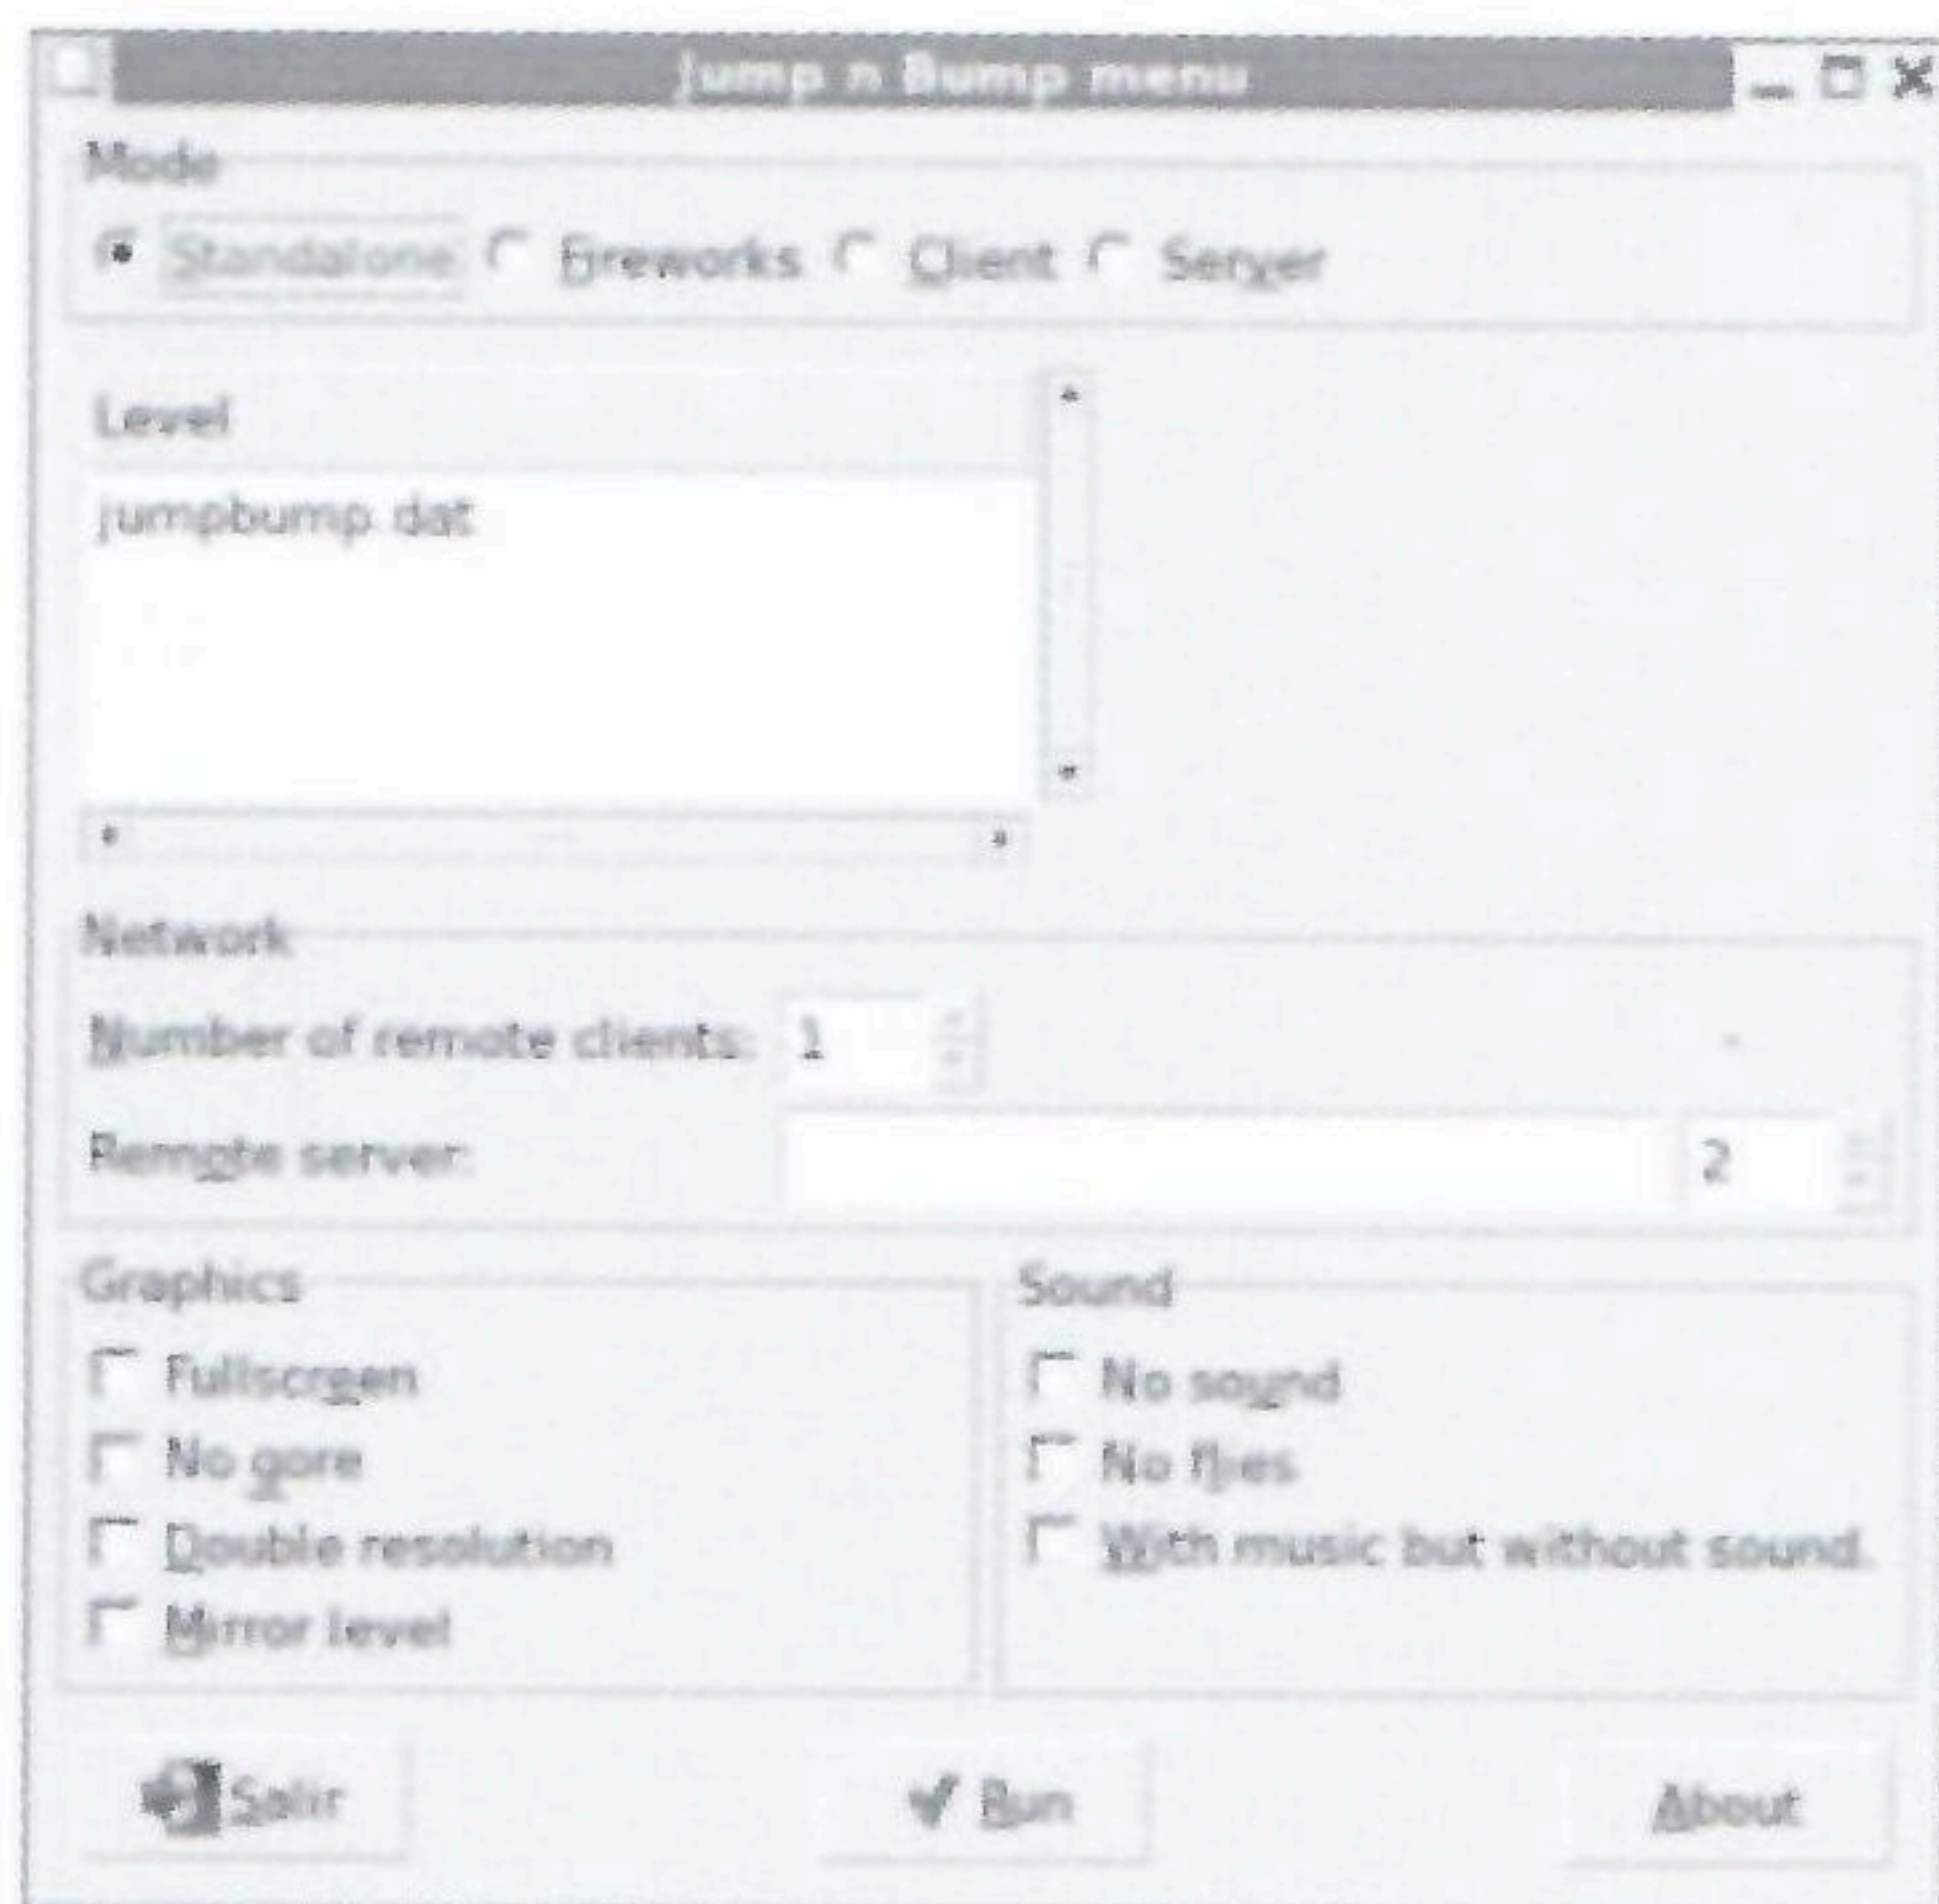 Jump n Bump menu
Mode
Standalone Fireworks Client Server
Level
jumpbump.dat
Network
Number of remote clients: 1
Remote server: 2
Graphics
Sound
Fullscreen
No sound
No gore
No flies
Double resolution
With music but without sound.
Mirror level
Salir
Run
About